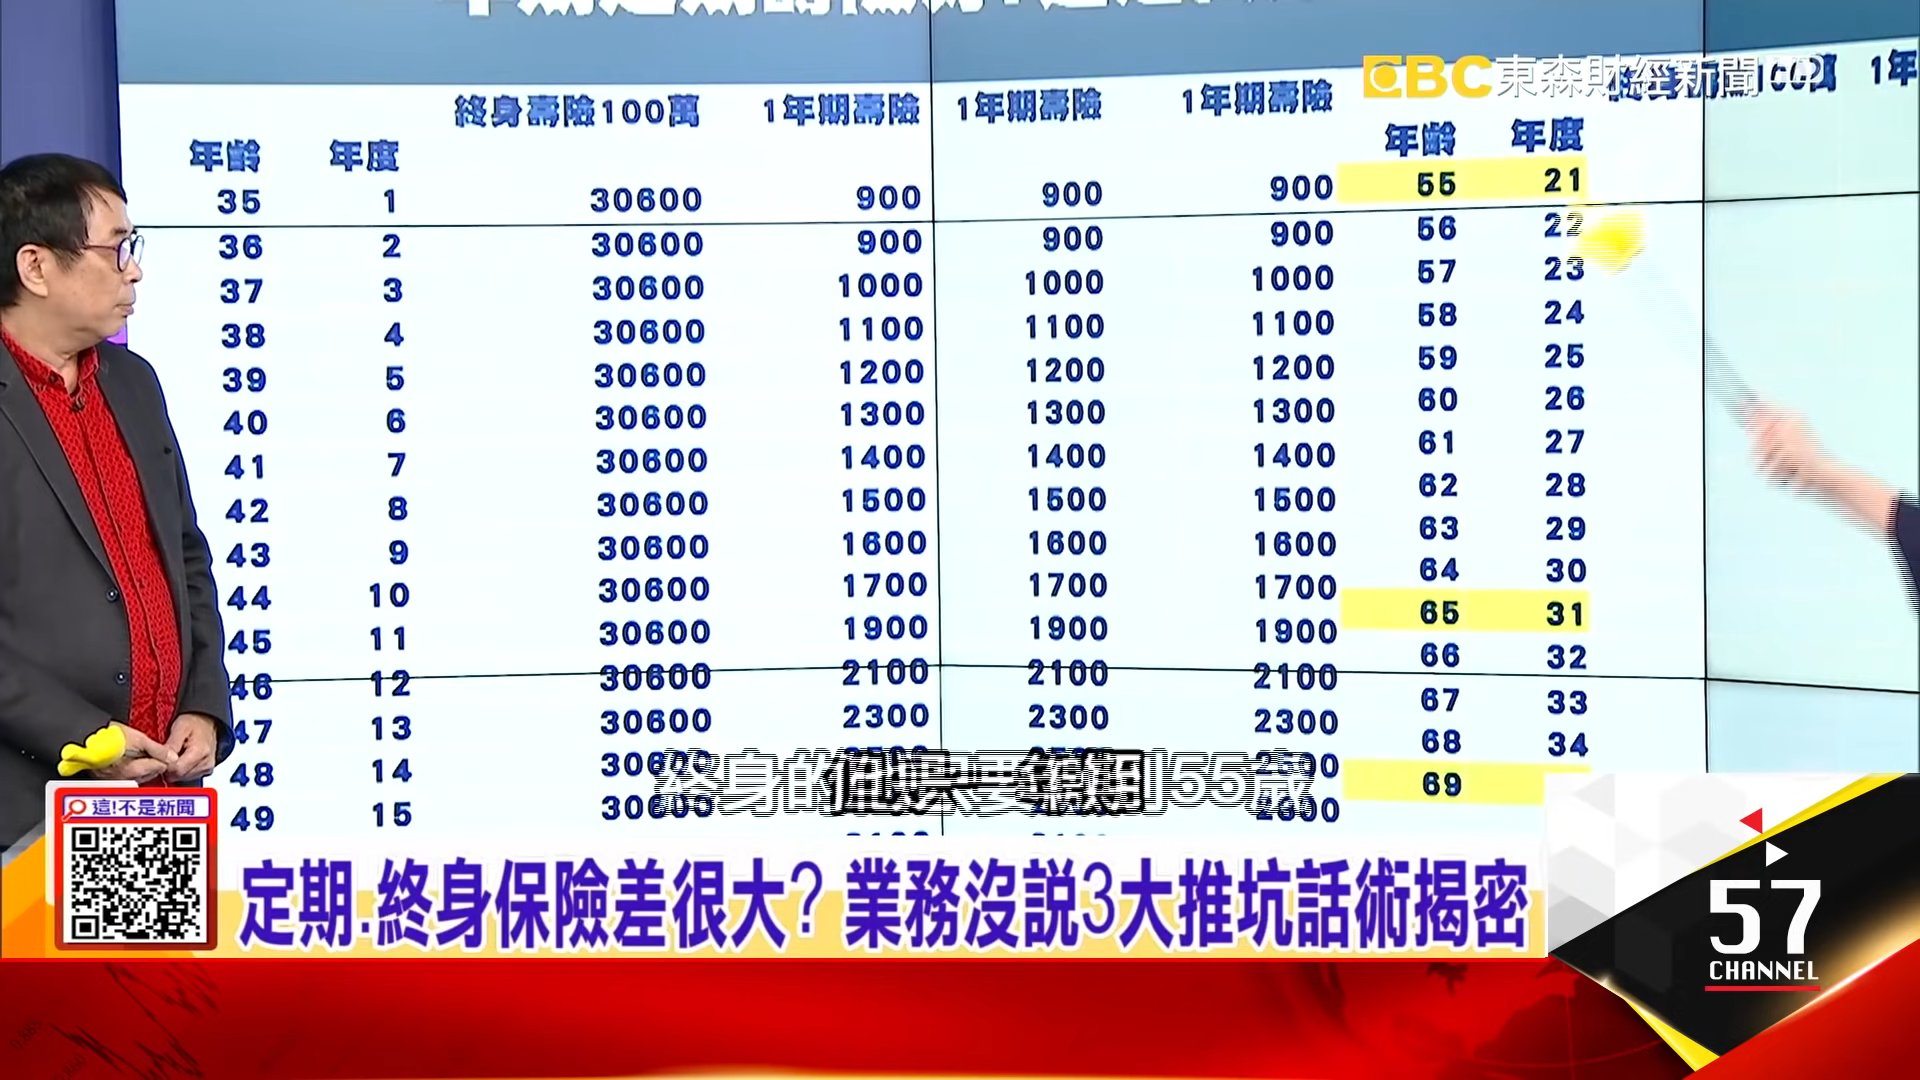 EBC 東森財經新聞
終身壽險100萬 1年期壽險 1年期壽險 1年期壽險 100萬 1年
年齡 年度 年齡 年度
35 1 30600 900 900 900 55 21
36 2 30600 900 900 900 56 22
37 3 30600 1000 1000 1000 57 23
38 4 30600 1100 1100 1100 58 24
39 5 30600 1200 1200 1200 59 25
40 6 30600 1300 1300 1300 60 26
41 7 30600 1400 1400 1400 61 27
42 8 30600 1500 1500 1500 62 28
43 9 30600 1600 1600 1600 63 29
44 10 30600 1700 1700 1700 64 30
45 11 30600 1900 1900 1900 65 31
46 12 30600 2100 2100 2100 66 32
47 13 30600 2300 2300 2300 67 33
48 14 68 34
49 15 69
這!不是新聞
定期.終身保險差很大? 業務沒説3大推坑話術揭密
57
CHANNEL